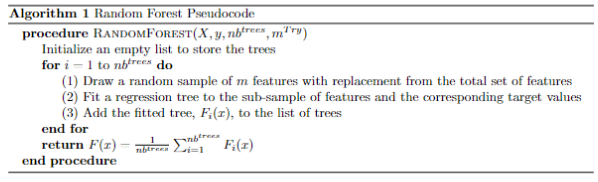 Algorithm 1 Random Forest Pseudocode
procedure RANDOMFOREST(X, y, nb^{trees}, m^{Try})
Initialize an empty list to store the trees
for i = 1 to nb^{trees} do
(1) Draw a random sample of m features with replacement from the total set of features
(2) Fit a regression tree to the sub-sample of features and the corresponding target values
(3) Add the fitted tree, F_i(x), to the list of trees
end for
return F(x) = \frac{1}{nb^{trees}} \sum_{i=1}^{nb^{trees}} F_i(x)
end procedure